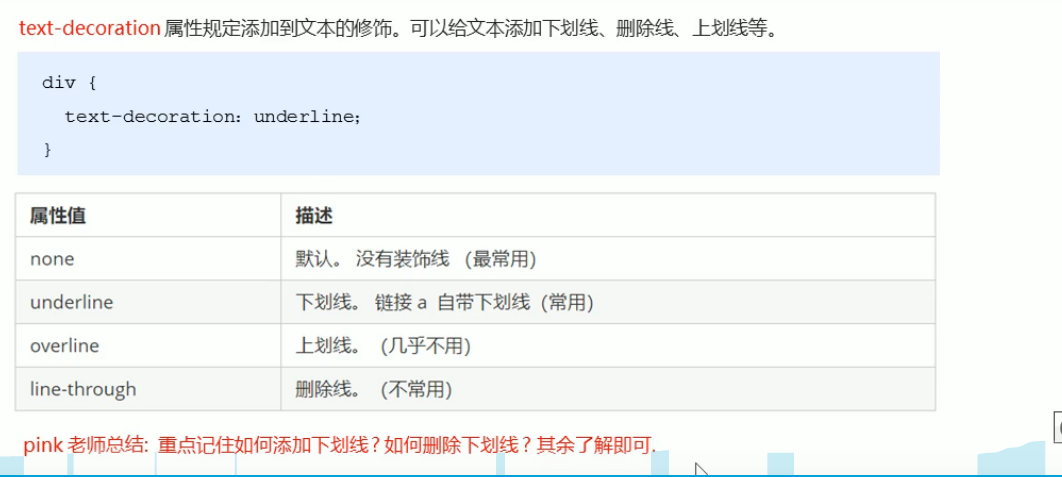 text-decoration 属性规定添加到文本的修饰。可以给文本添加下划线、删除线、上划线等。
div {
text-decoration: underline;
}
属性值 描述
none 默认。 没有装饰线 (最常用)
underline 下划线。 链接 a 自带下划线 (常用)
overline 上划线。 (几乎不用)
line-through 删除线。 (不常用)
pink 老师总结: 重点记住如何添加下划线？如何删除下划线？其余了解即可.